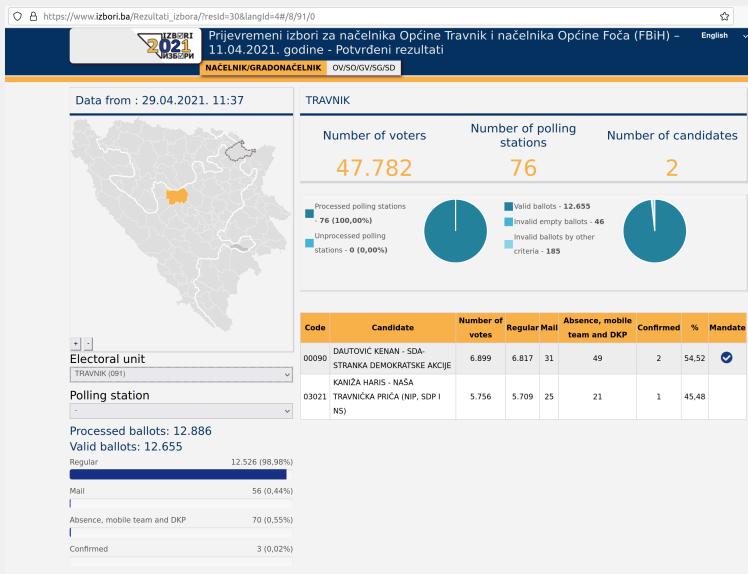 https://www.izbori.ba/Rezultati_izbora/?resId=30&langId=4#/8/91/0
IZBORI
2021
ИЗБОРИ
Prijevremeni izbori za načelnika Općine Travnik i načelnika Općine Foča (FBiH) –
11.04.2021. godine - Potvrđeni rezultati
English
NAČELNIK/GRADONAČELNIK
OV/SO/GV/SG/SD
Data from : 29.04.2021. 11:37
TRAVNIK
Number of voters
47.782
Number of polling
stations
76
Number of candidates
2
Processed polling stations
- 76 (100,00%)
Unprocessed polling
stations - 0 (0,00%)
Valid ballots - 12.655
Invalid empty ballots - 46
Invalid ballots by other
criteria - 185
+ -
Electoral unit
TRAVNIK (091)
Polling station
-
Processed ballots: 12.886
Valid ballots: 12.655
Regular 12.526 (98,98%)
Mail 56 (0,44%)
Absence, mobile team and DKP 70 (0,55%)
Confirmed 3 (0,02%)
Code Candidate Number of votes Regular Mail Absence, mobile team and DKP Confirmed % Mandate
00090 DAUTOVIĆ KENAN - SDA-
STRANKA DEMOKRATSKE AKCIJE 6.899 6.817 31 49 2 54,52
03021 KANIŽA HARIS - NAŠA
TRAVNIČKA PRIČA (NIP, SDP I
NS) 5.756 5.709 25 21 1 45,48